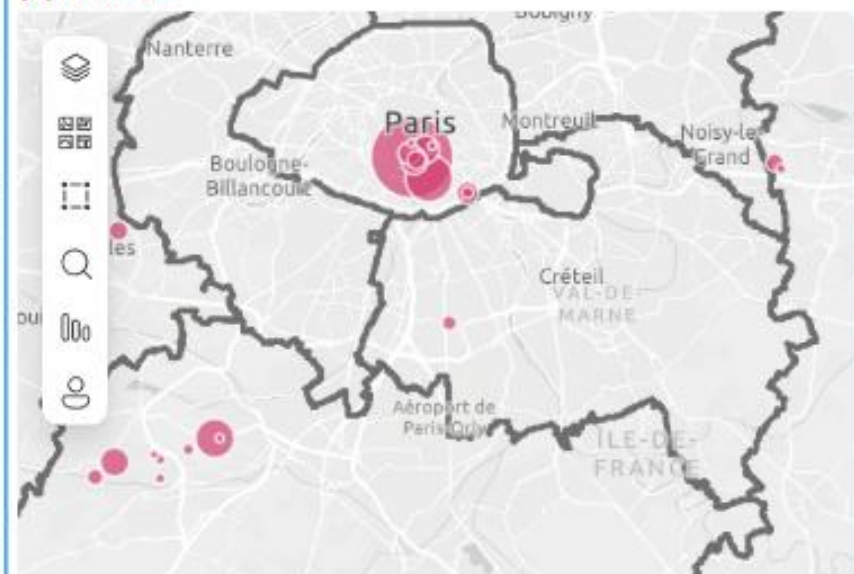 Bobigny
Nanterre
Paris
Montreuil
Noisy-le-
Grand
Boulogne-
Billancourt
les
Créteil
VAL-DE-
MARNE
Aéroport de
Paris-Orly
ÎLE-DE-
FRANCE